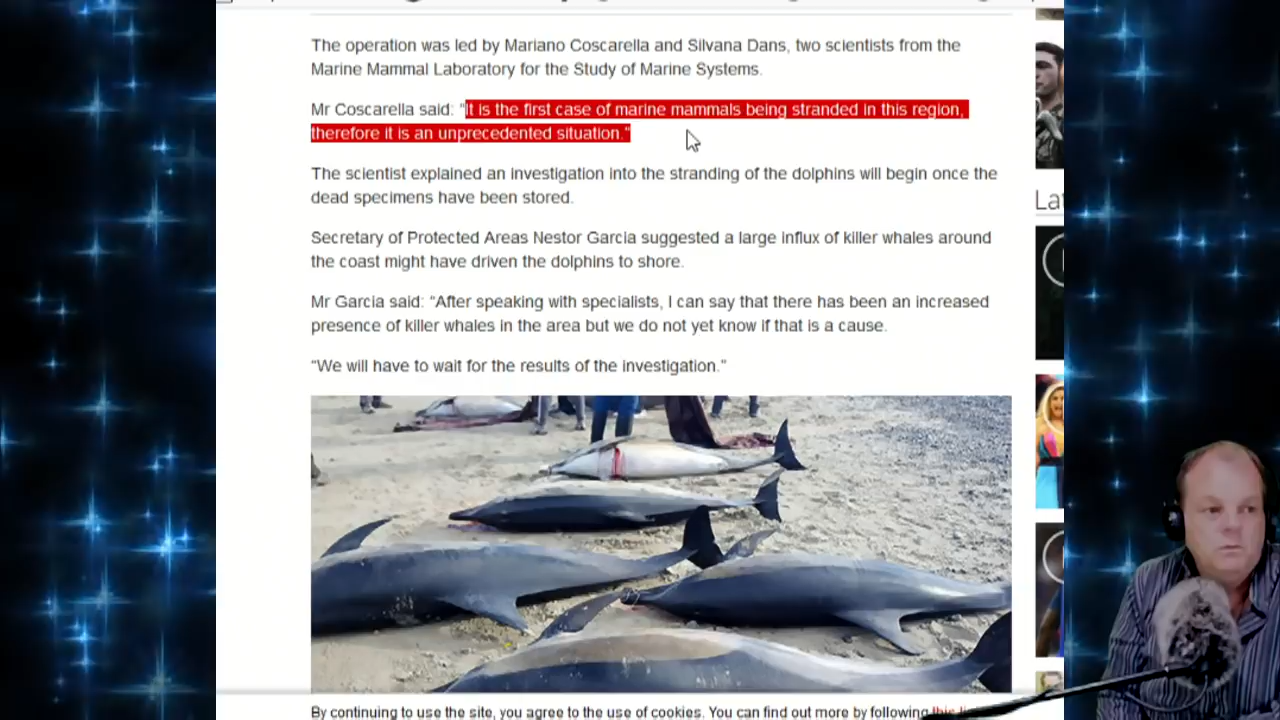 The operation was led by Mariano Coscarella and Silvana Dans, two scientists from the
Marine Mammal Laboratory for the Study of Marine Systems.
Mr Coscarella said: “It is the first case of marine mammals being stranded in this region,
therefore it is an unprecedented situation.”
The scientist explained an investigation into the stranding of the dolphins will begin once the
dead specimens have been stored.
Secretary of Protected Areas Nestor Garcia suggested a large influx of killer whales around
the coast might have driven the dolphins to shore.
Mr Garcia said: “After speaking with specialists, I can say that there has been an increased
presence of killer whales in the area but we do not yet know if that is a cause.
“We will have to wait for the results of the investigation.”
La
By continuing to use the site, you agree to the use of cookies. You can find out more by following this